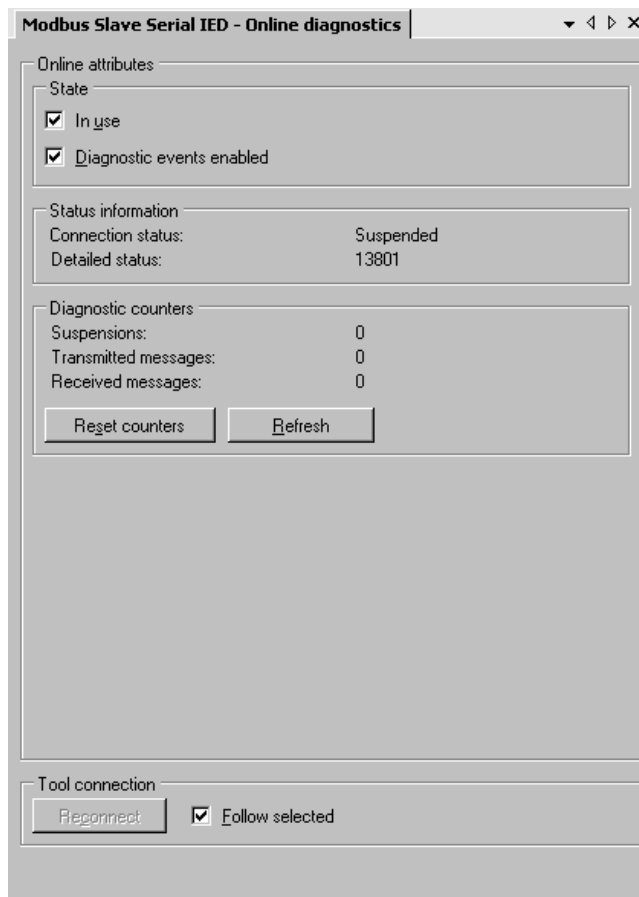 Modbus Slave Serial IED - Online diagnostics
Online attributes
State
In use
Diagnostic events enabled
Status information
Connection status: Suspended
Detailed status: 13801
Diagnostic counters
Suspensions: 0
Transmitted messages: 0
Received messages: 0
Reset counters Refresh
Tool connection
Reconnect Follow selected